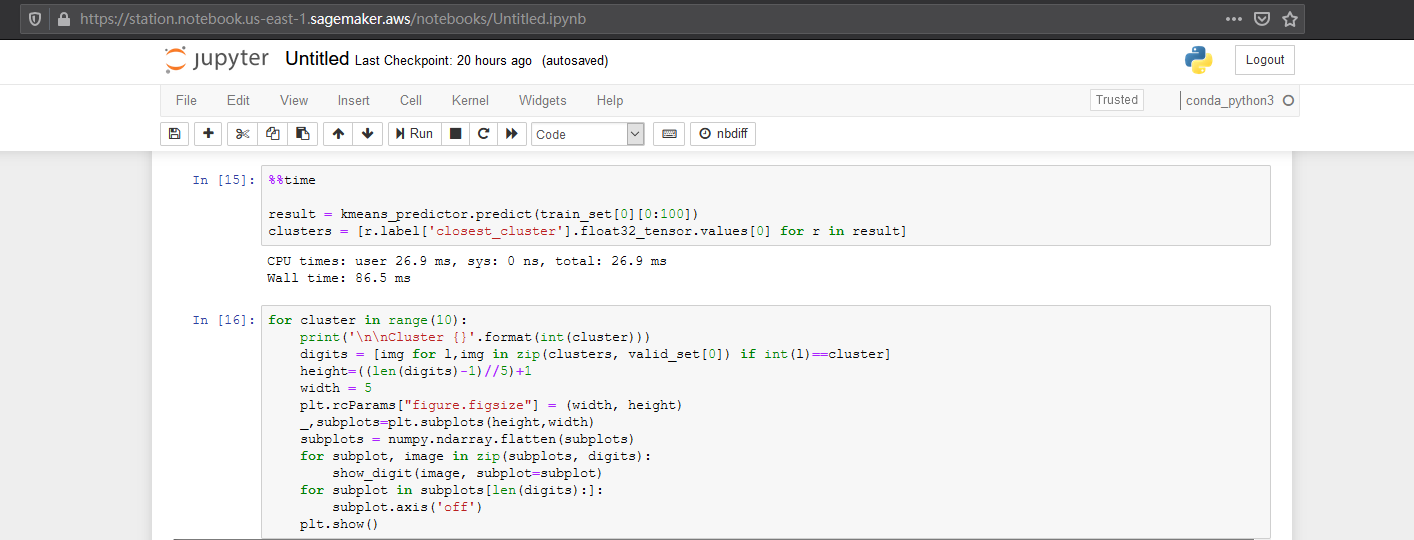 https://station.notebook.us-east-1.sagemaker.aws/notebooks/Untitled.ipynb
jupyter Untitled Last Checkpoint: 20 hours ago (autosaved) Logout
File Edit View Insert Cell Kernel Widgets Help Trusted conda_python3
Run Code nbdiff
In [15]: %%time
result = kmeans_predictor.predict(train_set[0][0:100])
clusters = [r.label['closest_cluster'].float32_tensor.values[0] for r in result]
CPU times: user 26.9 ms, sys: 0 ns, total: 26.9 ms
Wall time: 86.5 ms
In [16]: for cluster in range(10):
    print('\n\nCluster {}'.format(int(cluster)))
    digits = [img for l,img in zip(clusters, valid_set[0]) if int(l)==cluster]
    height=((len(digits)-1)//5)+1
    width = 5
    plt.rcParams["figure.figsize"] = (width, height)
    _,subplots=plt.subplots(height,width)
    subplots = numpy.ndarray.flatten(subplots)
    for subplot, image in zip(subplots, digits):
        show_digit(image, subplot=subplot)
    for subplot in subplots[len(digits):]:
        subplot.axis('off')
    plt.show()